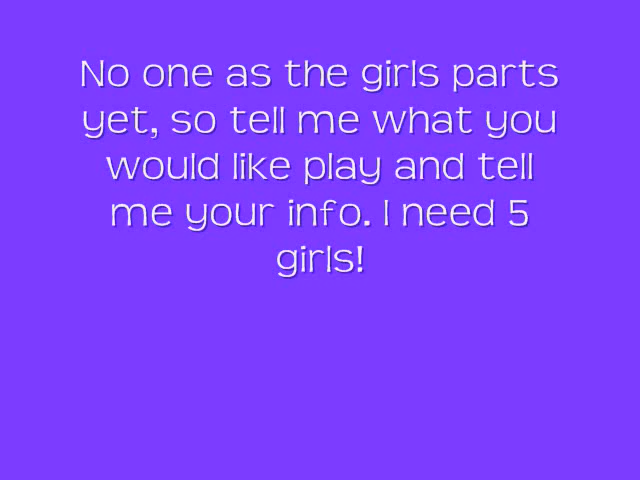 No one as the girls parts
yet, so tell me what you
would like play and tell
me your info. I need 5
girls!